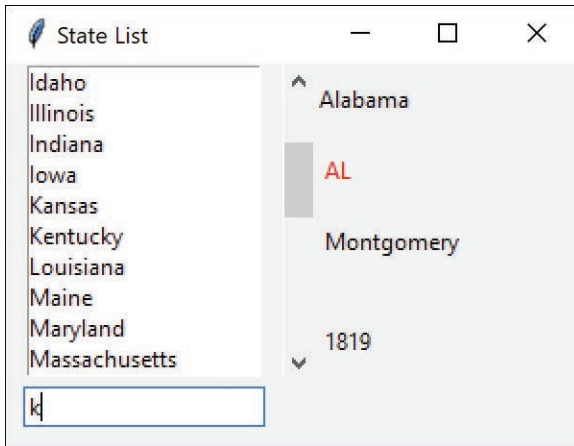 State List
Idaho
Illinois
Indiana
Iowa
Kansas
Kentucky
Louisiana
Maine
Maryland
Massachusetts
k
Alabama
AL
Montgomery
1819